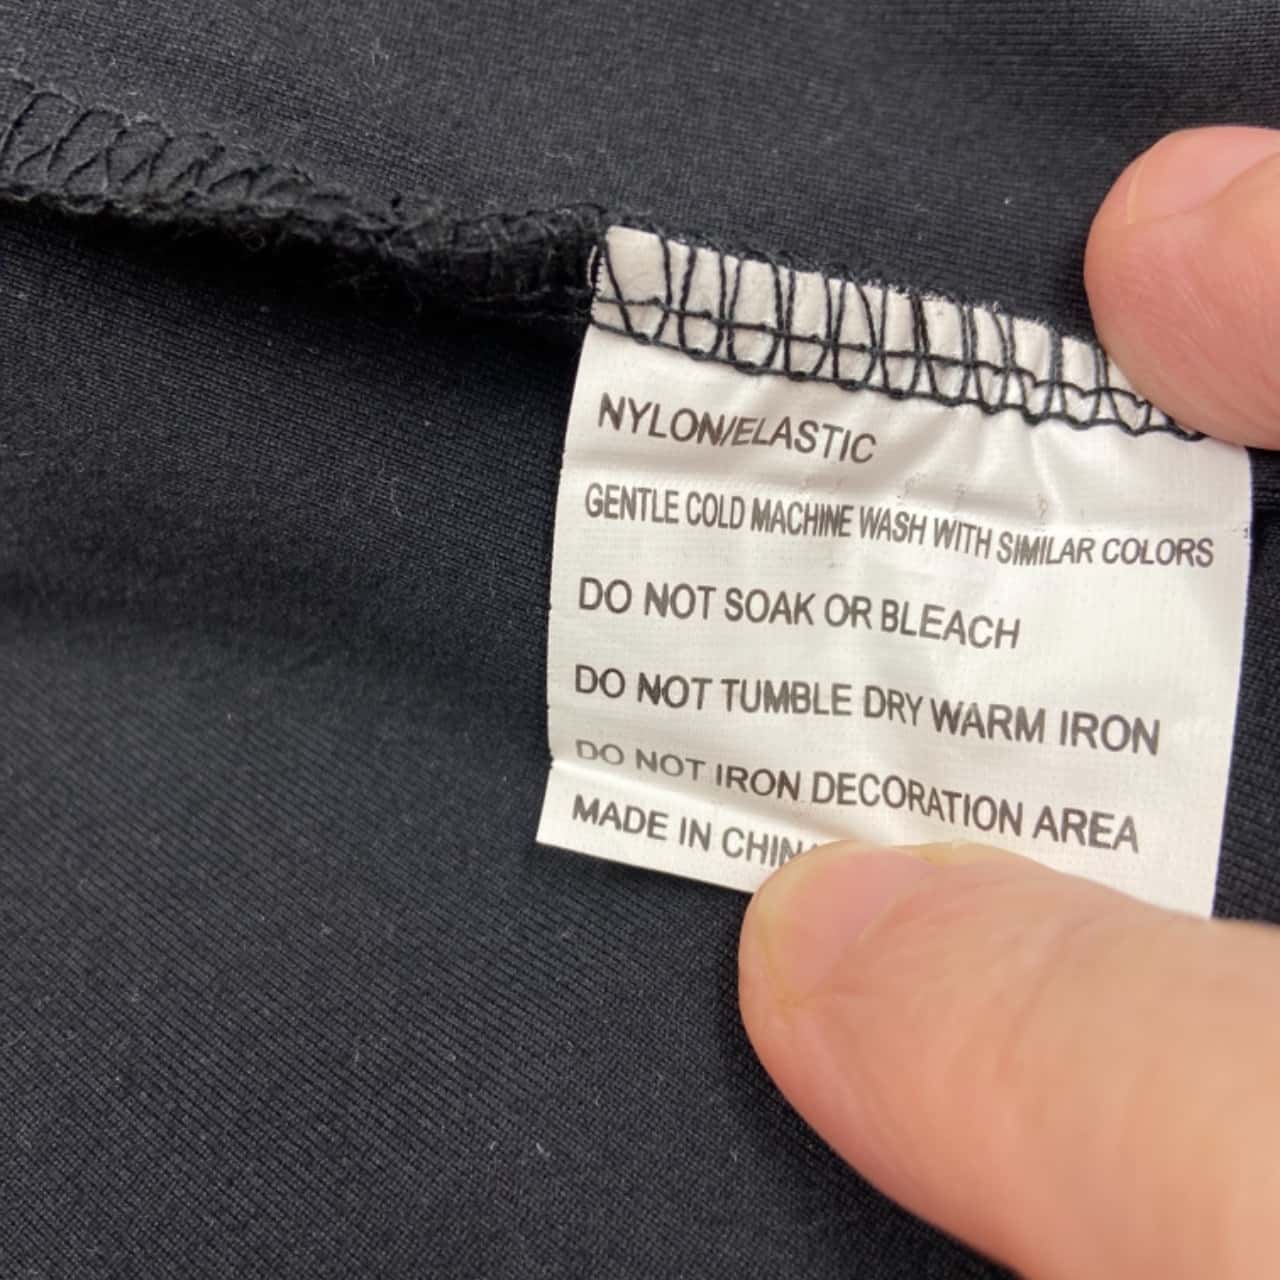 NYLON/ELASTIC
GENTLE COLD MACHINE WASH WITH SIMILAR COLORS
DO NOT SOAK OR BLEACH
DO NOT TUMBLE DRY WARM IRON
DO NOT IRON DECORATION AREA
MADE IN CHINA